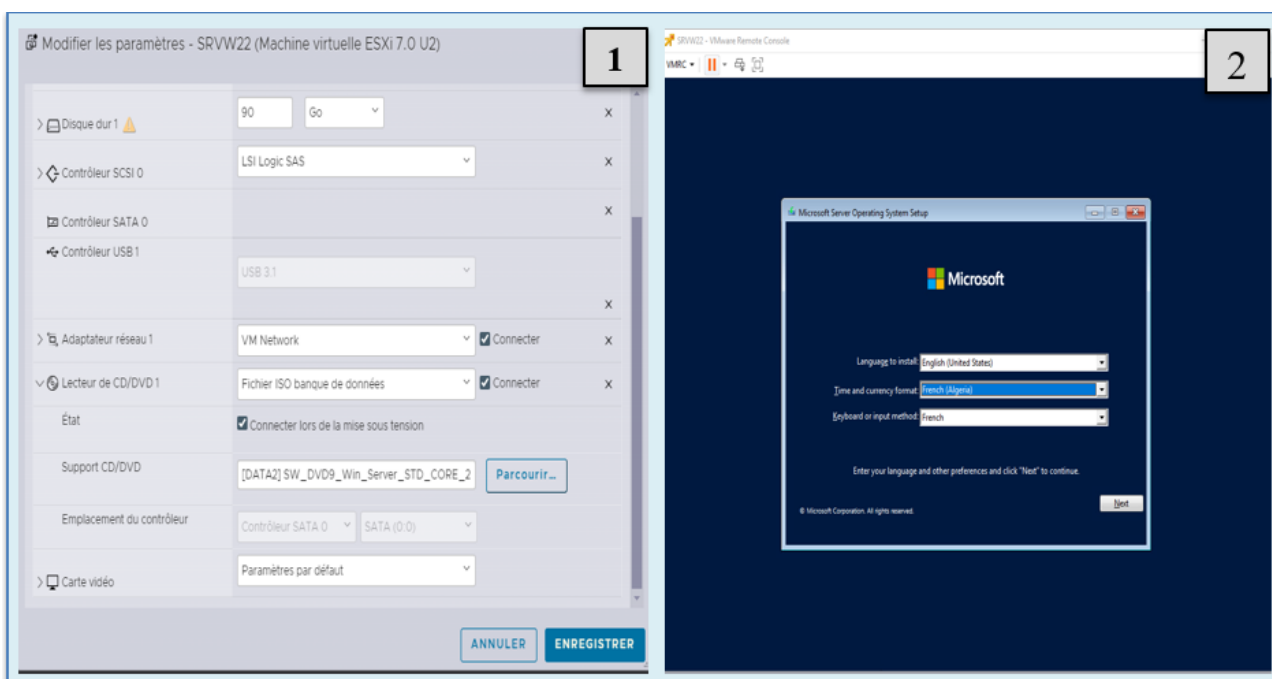 Modifier les paramètres - SRVW22 (Machine virtuelle ESXi 7.0 U2)
1
Disque dur 1
90
Go
Contrôleur SCSI 0
LSI Logic SAS
Contrôleur SATA 0
Contrôleur USB 1
USB 3.1
Adaptateur réseau 1
VM Network
Connecter
Lecteur de CD/DVD 1
Fichier ISO banque de données
Connecter
État
Connecter lors de la mise sous tension
Support CD/DVD
[DATA2] SW_DVD9_Win_Server_STD_CORE_2
Parcourir...
Emplacement du contrôleur
Contrôleur SATA 0
SATA (0:0)
Carte vidéo
Paramètres par défaut
ANNULER
ENREGISTRER
SRVW22 - VMware Remote Console
2
VMRC
Microsoft Server Operating System Setup
Microsoft
Language to install: English (United States)
Time and currency format: French (Algeria)
Keyboard or input method: French
Enter your language and other preferences and click "Next" to continue.
© Microsoft Corporation. All rights reserved.
Next